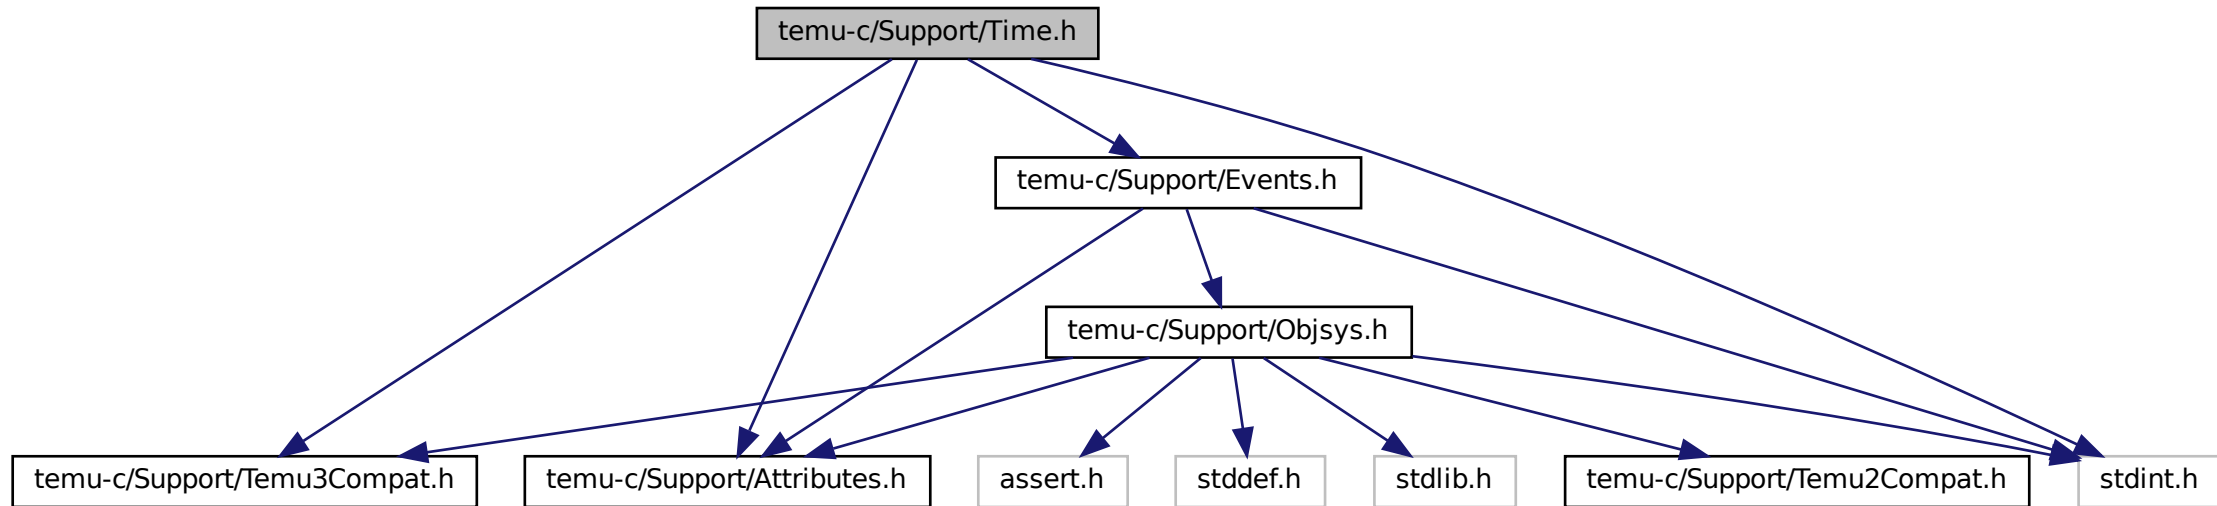 temu-c/Support/Time.h
temu-c/Support/Events.h
temu-c/Support/Objsys.h
temu-c/Support/Temu3Compat.h
temu-c/Support/Attributes.h
assert.h
stddef.h
stdlib.h
temu-c/Support/Temu2Compat.h
stdint.h